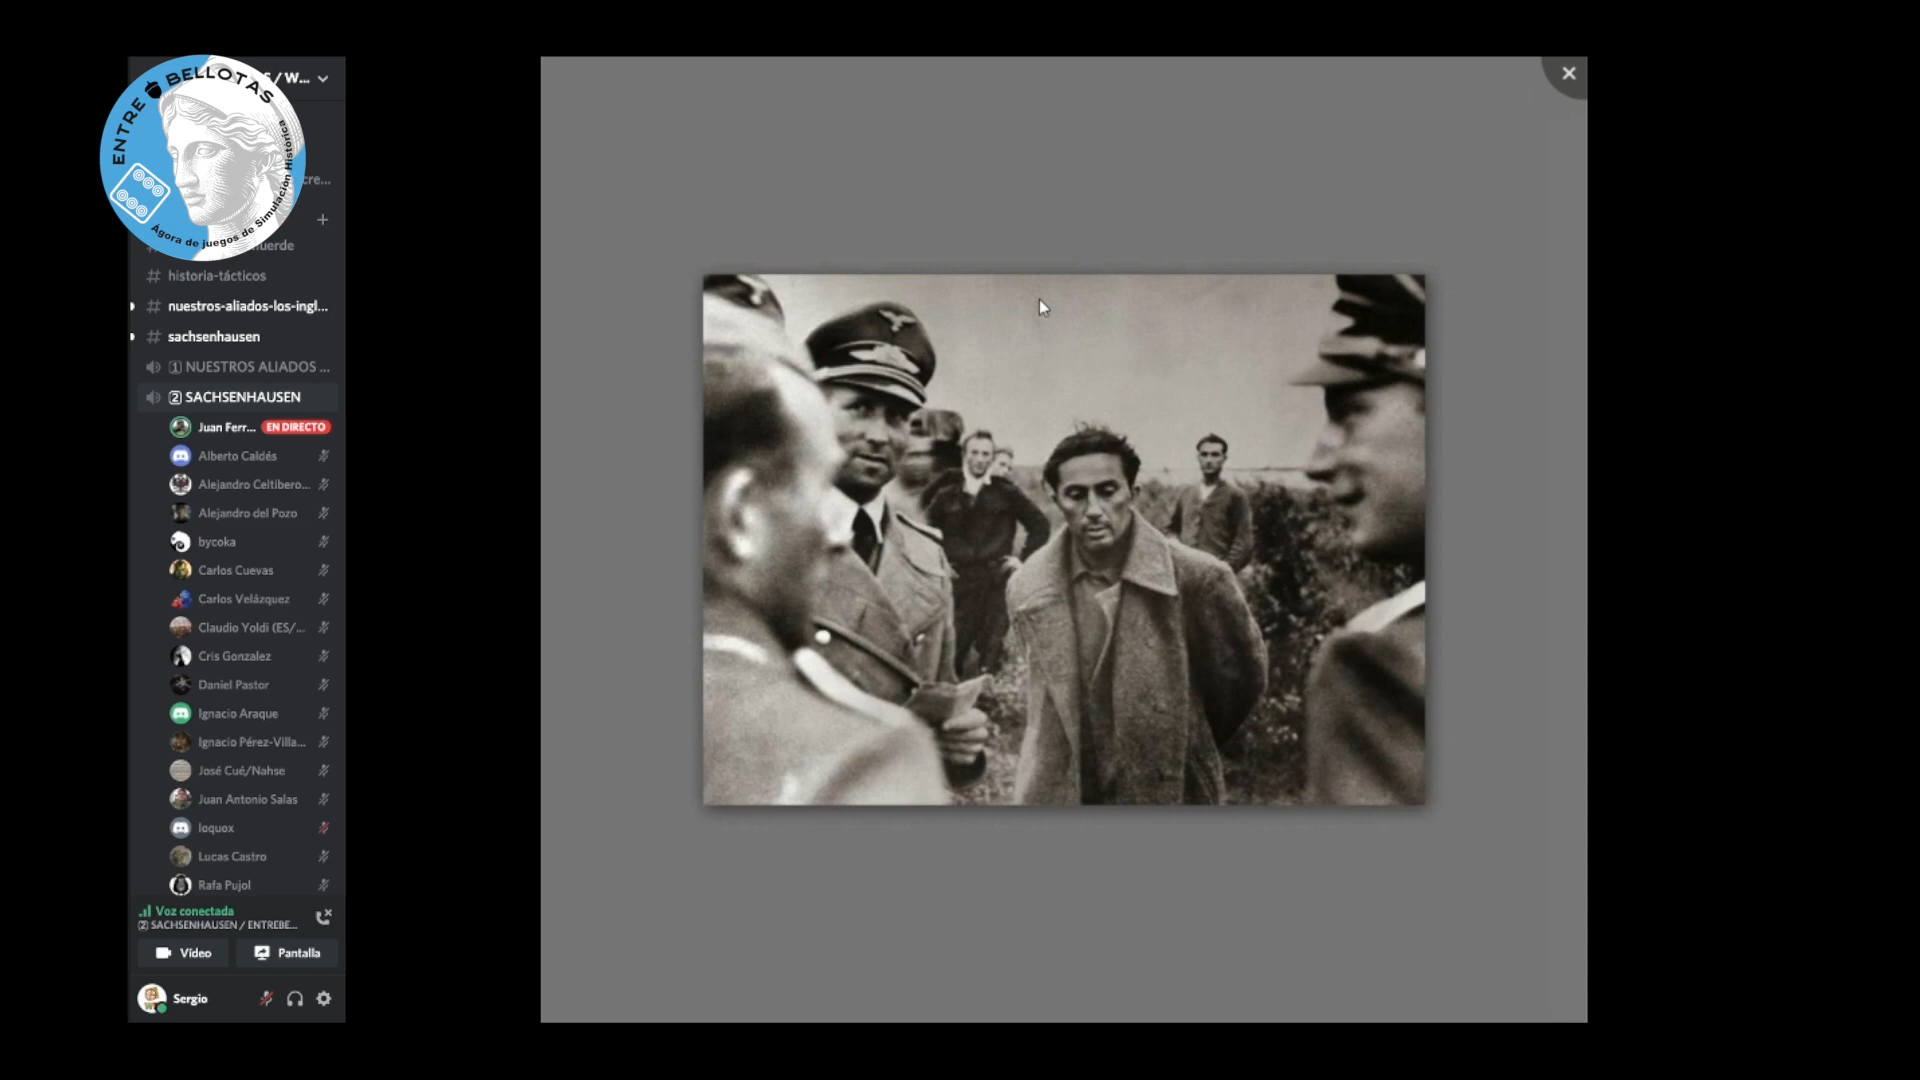 ENTRE BELLOTAS
Ágora de juegos de Simulación Histórica
S / W...
cre...
uerde
historia-tácticos
nuestros-aliados-los-ingl...
sachsenhausen
1 NUESTROS ALIADOS ...
2 SACHSENHAUSEN
Juan Ferr... EN DIRECTO
Alberto Caldés
Alejandro Celtibero...
Alejandro del Pozo
bycoka
Carlos Cuevas
Carlos Velázquez
Claudio Yoldi (ES/...
Cris Gonzalez
Daniel Pastor
Ignacio Araque
Ignacio Pérez-Villa...
José Cué/Nahse
Juan Antonio Salas
loquox
Lucas Castro
Rafa Pujol
Voz conectada
2 SACHSENHAUSEN / ENTREBE...
Vídeo Pantalla
Sergio